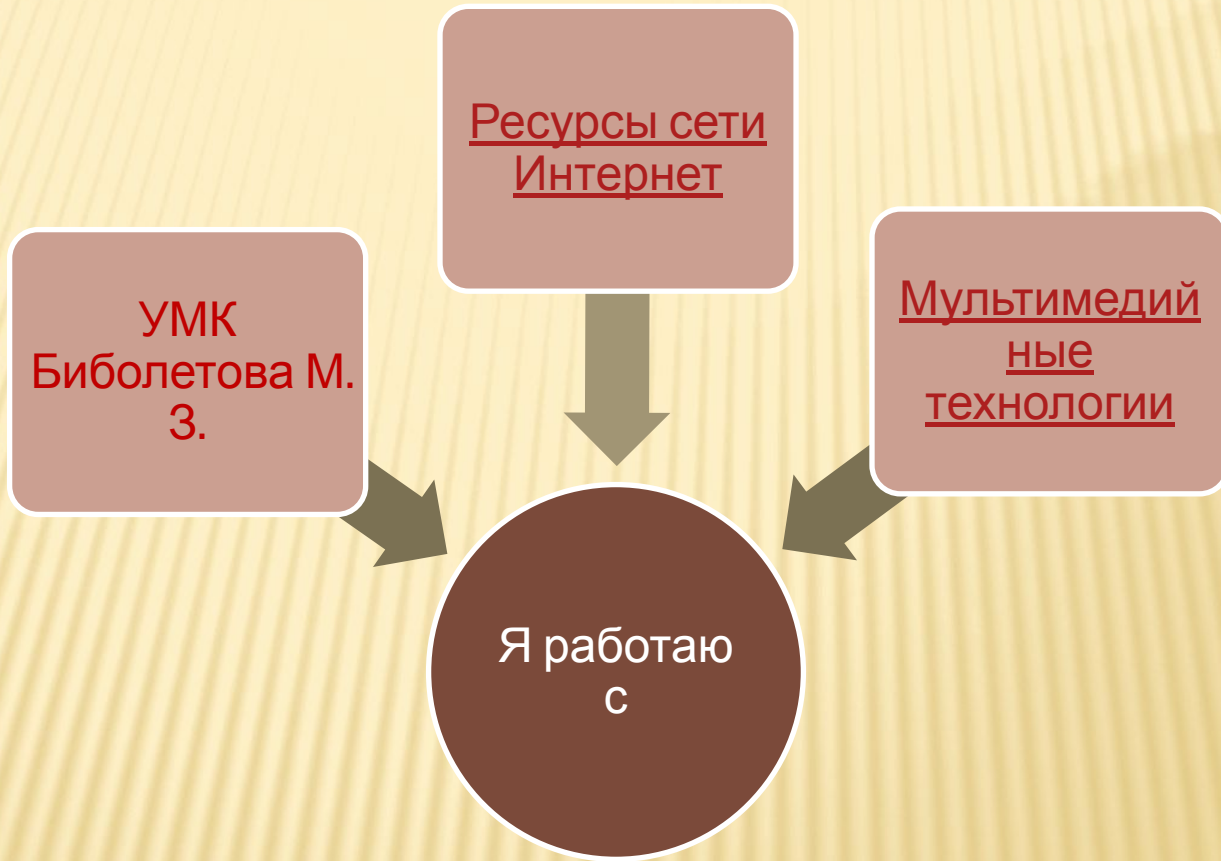 Ресурсы сети
Интернет
УМК
Биболетова М.
З.
Мультимедий
ные
технологии
Я работаю
с